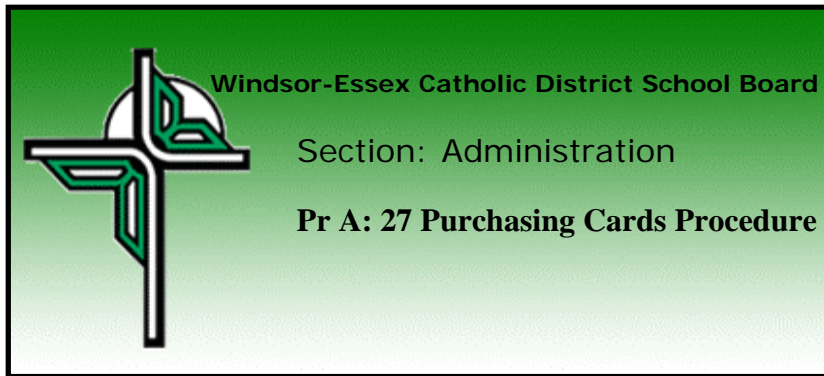 Windsor-Essex Catholic District School Board
Section: Administration
Pr A: 27 Purchasing Cards Procedure